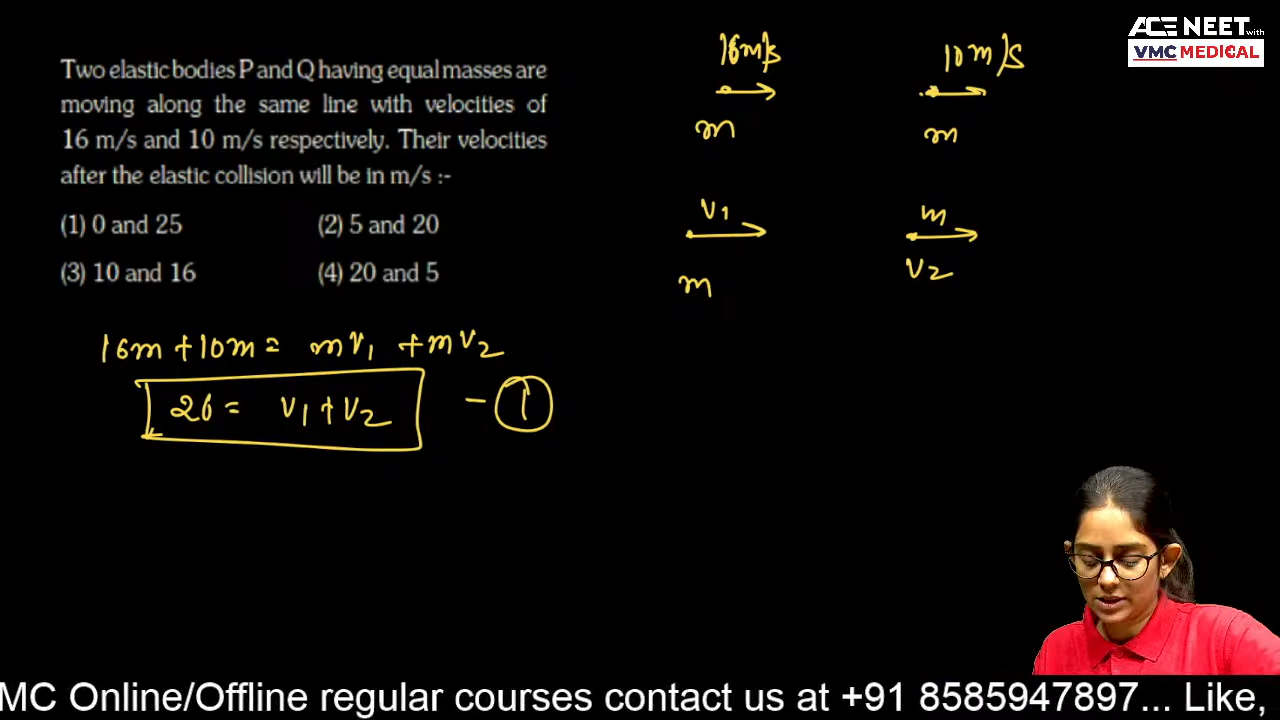 ACE NEET with
VMC MEDICAL
Two elastic bodies P and Q having equal masses are
moving along the same line with velocities of
16 m/s and 10 m/s respectively. Their velocities
after the elastic collision will be in m/s :-
(1) 0 and 25 (2) 5 and 20
(3) 10 and 16 (4) 20 and 5
16m/s 10m/s
m m
v1 m
m v2
16m + 10m = mv1 + mv2
26 = v1 + v2 - 1
MC Online/Offline regular courses contact us at +91 8585947897... Like,